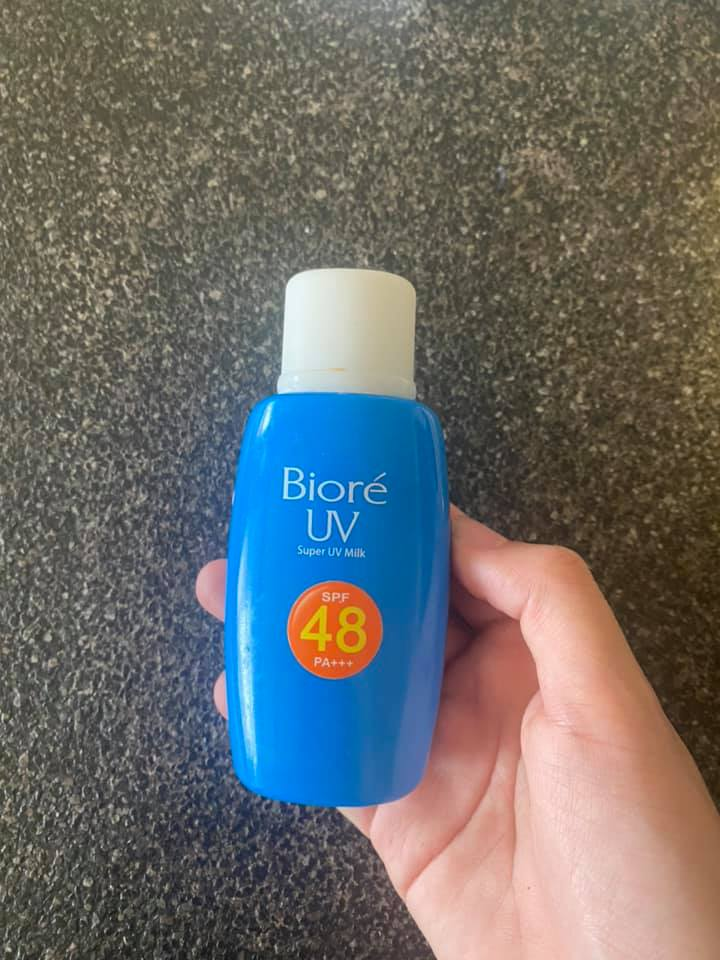 Bioré
UV
Super UV Milk
SPF
48
PA+++